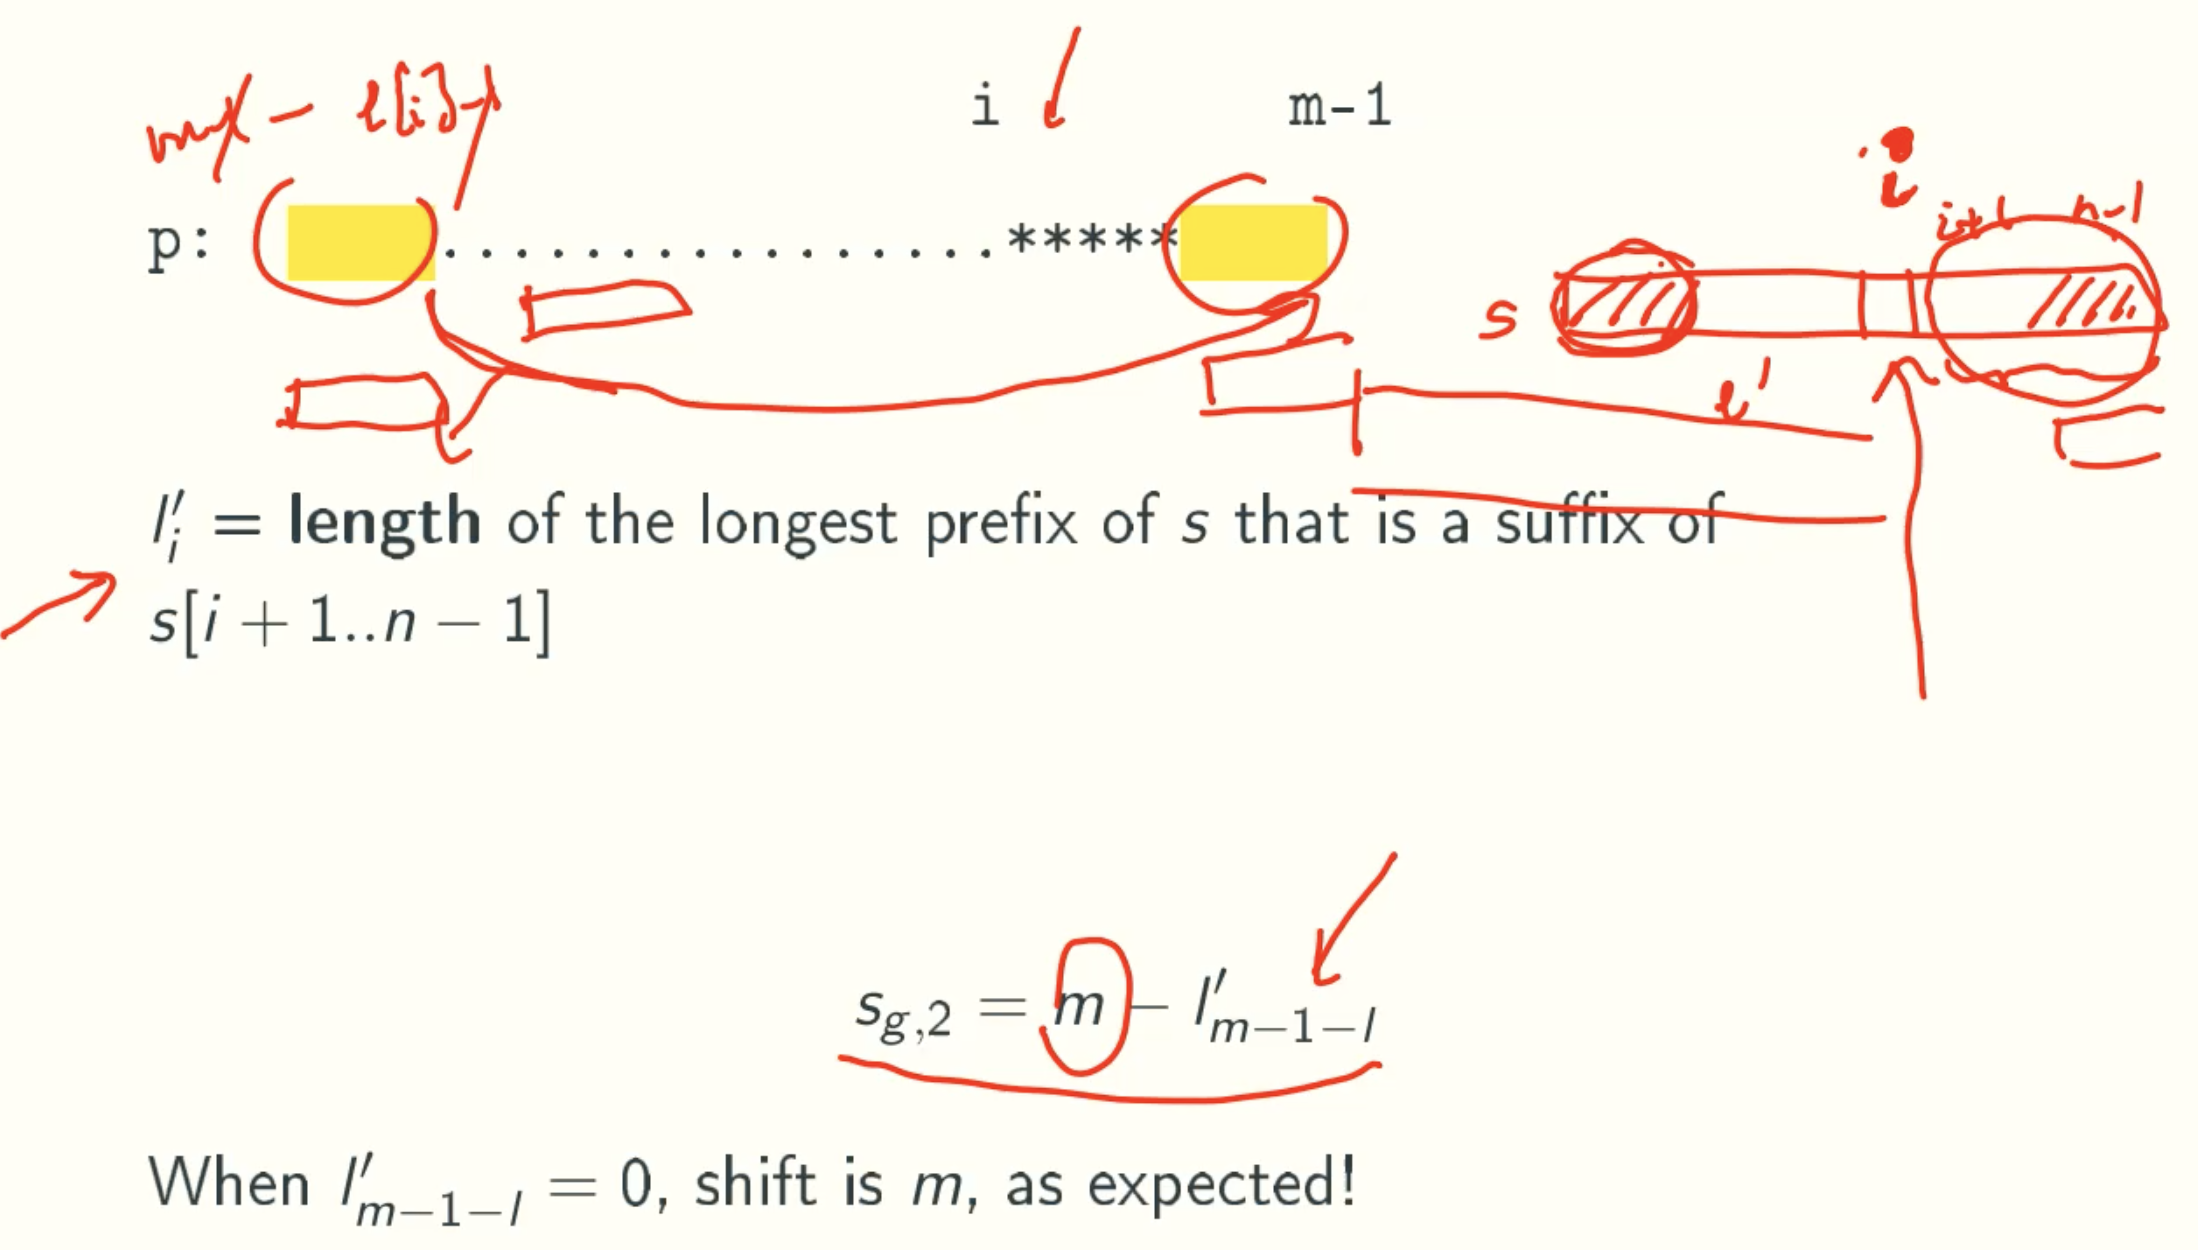 i m-1
m-1 - l[i]-1
p: ................*****
i
i+1 n-1
s
l'
l′ᵢ = length of the longest prefix of s that is a suffix of
s[i + 1..n − 1]
s_{g,2} = m − l′_{m−1−l}
When l′_{m−1−l} = 0, shift is m, as expected!